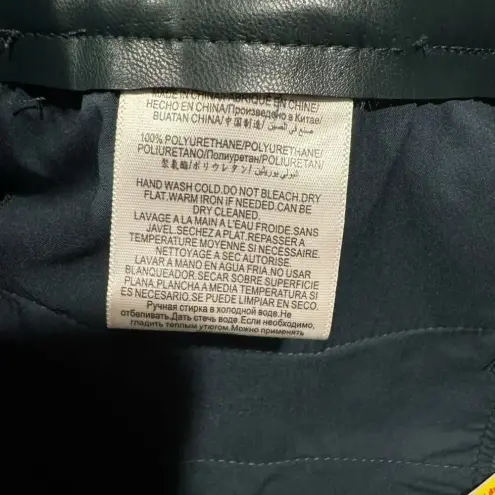 MADE IN CHINA/FABRIQUE EN CHINE/
HECHO EN CHINA/Произведено в Китае/
BUATAN CHINA/中国制造/صنع في الصين
100%POLYURETHANE/POLYURETHANE/
POLIURETANO/Полиуретан/POLIURETAN/
聚氨酯/ポリウレタン/البولي يوريثين
HAND WASH COLD.DO NOT BLEACH.DRY
FLAT.WARM IRON IF NEEDED.CAN BE
DRY CLEANED.
LAVAGE A LA MAIN A L'EAU FROIDE.SANS
JAVEL.SECHEZ A PLAT.REPASSER A
TEMPERATURE MOYENNE SI NECESSAIRE.
NETTOYAGE A SEC AUTORISE.
LAVAR A MANO EN AGUA FRIA.NO USAR
BLANQUEADOR.SECAR SOBRE SUPERFICIE
PLANA.PLANCHA A MEDIA TEMPERATURA SI
ES NECESARIO.SE PUEDE LIMPIAR EN SECO.
Ручная стирка в холодной воде.Не
отбеливать.Дать стечь воде.Если необходимо,
гладить теплым утюгом.Можно применять